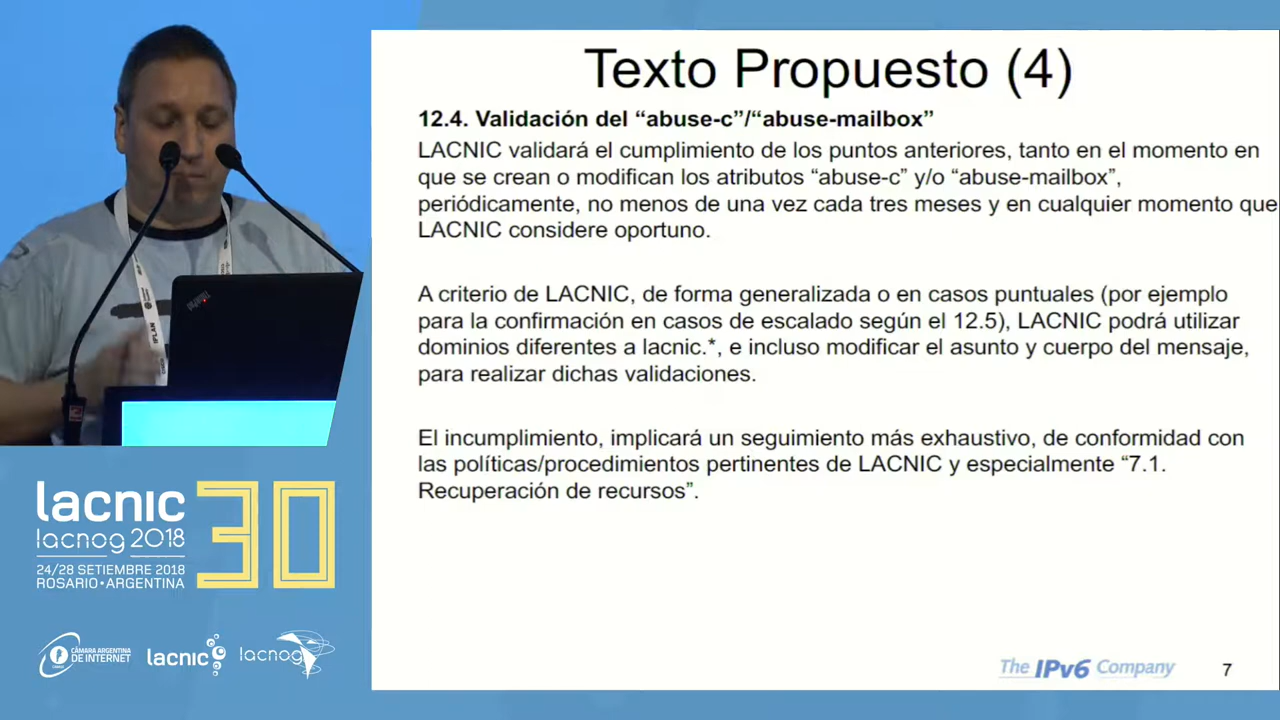 Texto Propuesto (4)
12.4. Validación del “abuse-c”/“abuse-mailbox”
LACNIC validará el cumplimiento de los puntos anteriores, tanto en el momento en
que se crean o modifican los atributos “abuse-c” y/o “abuse-mailbox”,
periódicamente, no menos de una vez cada tres meses y en cualquier momento que
LACNIC considere oportuno.
A criterio de LACNIC, de forma generalizada o en casos puntuales (por ejemplo
para la confirmación en casos de escalado según el 12.5), LACNIC podrá utilizar
dominios diferentes a lacnic.*, e incluso modificar el asunto y cuerpo del mensaje,
para realizar dichas validaciones.
El incumplimiento, implicará un seguimiento más exhaustivo, de conformidad con
las políticas/procedimientos pertinentes de LACNIC y especialmente “7.1.
Recuperación de recursos”.
The IPv6 Company
7
ThinkPad
IPLAN
lacnic 30
lacnog 2018
24/28 SETIEMBRE 2018
ROSARIO•ARGENTINA
CÁMARA ARGENTINA
DE INTERNET
lacnic
lacnog